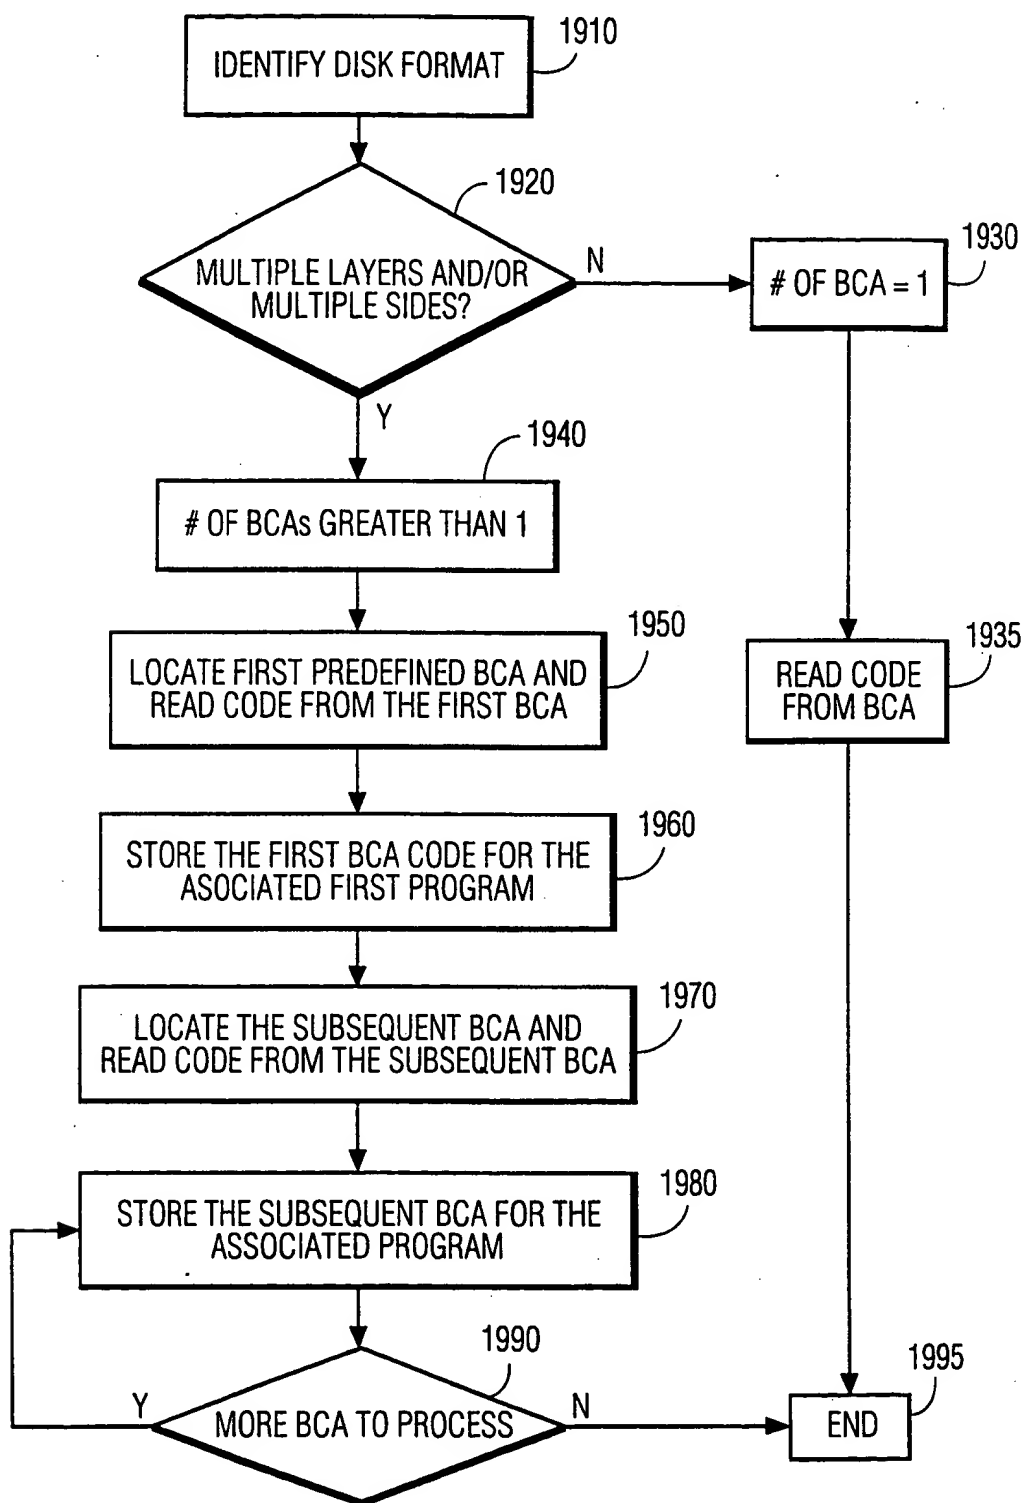 IDENTIFY DISK FORMAT
1910
1920
MULTIPLE LAYERS AND/OR
MULTIPLE SIDES?
N
1930
# OF BCA = 1
Y
1940
# OF BCAs GREATER THAN 1
1950
LOCATE FIRST PREDEFINED BCA AND
READ CODE FROM THE FIRST BCA
1935
READ CODE
FROM BCA
1960
STORE THE FIRST BCA CODE FOR THE
ASOCIATED FIRST PROGRAM
1970
LOCATE THE SUBSEQUENT BCA AND
READ CODE FROM THE SUBSEQUENT BCA
1980
STORE THE SUBSEQUENT BCA FOR THE
ASSOCIATED PROGRAM
1990
Y
MORE BCA TO PROCESS
N
1995
END